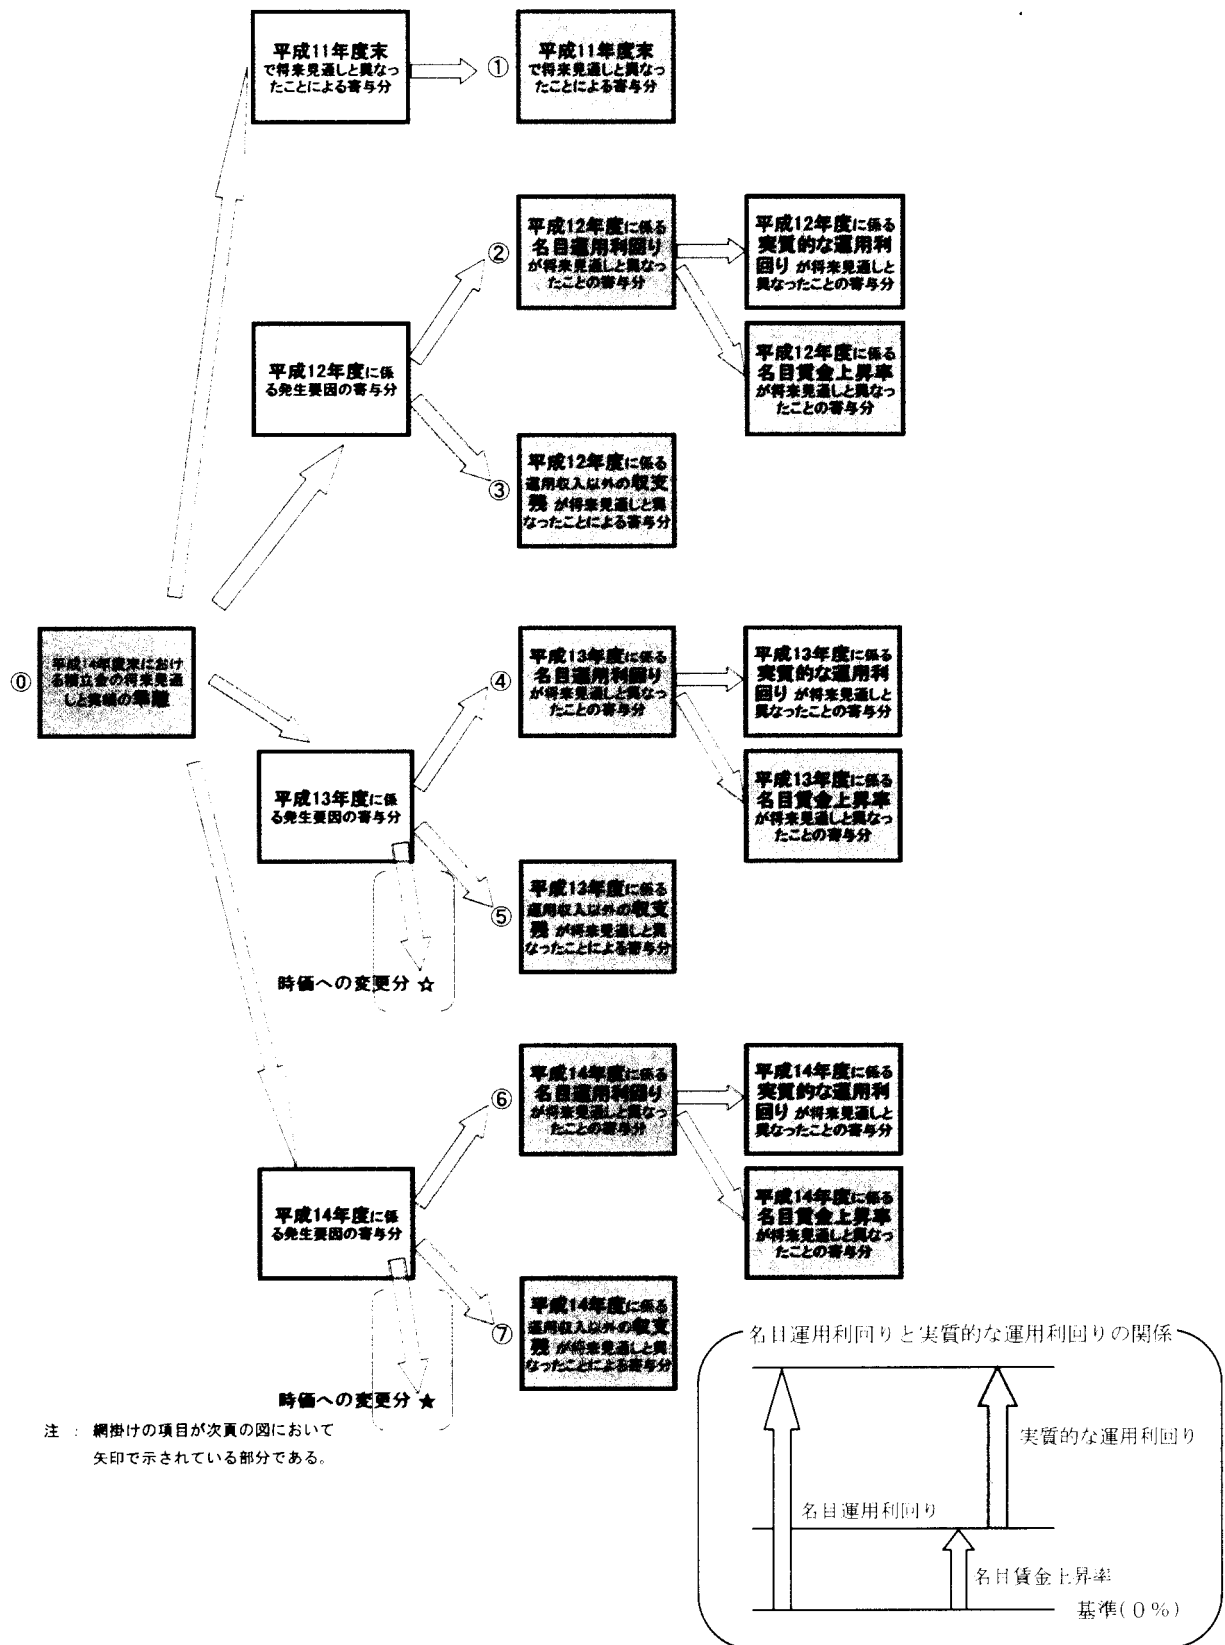 平成11年度末
で将来見通しと異なっ
たことによる寄与分
①
平成11年度末
で将来見通しと異なっ
たことによる寄与分
②
平成12年度に係る
名目運用利回り
が将来見通しと異なっ
たことの寄与分
平成12年度に係る
実質的な運用利
回り が将来見通しと
異なったことの寄与分
平成12年度に係る
名目賃金上昇率
が将来見通しと異なっ
たことの寄与分
平成12年度に係
る発生要因の寄与分
③
平成12年度に係る
運用収入以外の収支
残 が将来見通しと異
なったことによる寄与分
⓪
平成14年度末におけ
る積立金の将来見通
しと実績の乖離
④
平成13年度に係る
名目運用利回り
が将来見通しと異なっ
たことの寄与分
平成13年度に係る
実質的な運用利
回り が将来見通しと
異なったことの寄与分
平成13年度に係る
名目賃金上昇率
が将来見通しと異なっ
たことの寄与分
平成13年度に係
る発生要因の寄与分
⑤
平成13年度に係る
運用収入以外の収支
残 が将来見通しと異
なったことによる寄与分
時価への変更分 ☆
⑥
平成14年度に係る
名目運用利回り
が将来見通しと異なっ
たことの寄与分
平成14年度に係る
実質的な運用利
回り が将来見通しと
異なったことの寄与分
平成14年度に係る
名目賃金上昇率
が将来見通しと異なっ
たことの寄与分
平成14年度に係
る発生要因の寄与分
⑦
平成14年度に係る
運用収入以外の収支
残 が将来見通しと異
なったことによる寄与分
時価への変更分 ★
注 : 網掛けの項目が次頁の図において
矢印で示されている部分である。
名目運用利回りと実質的な運用利回りの関係
実質的な運用利回り
名目運用利回り
名目賃金上昇率
基準(0%)